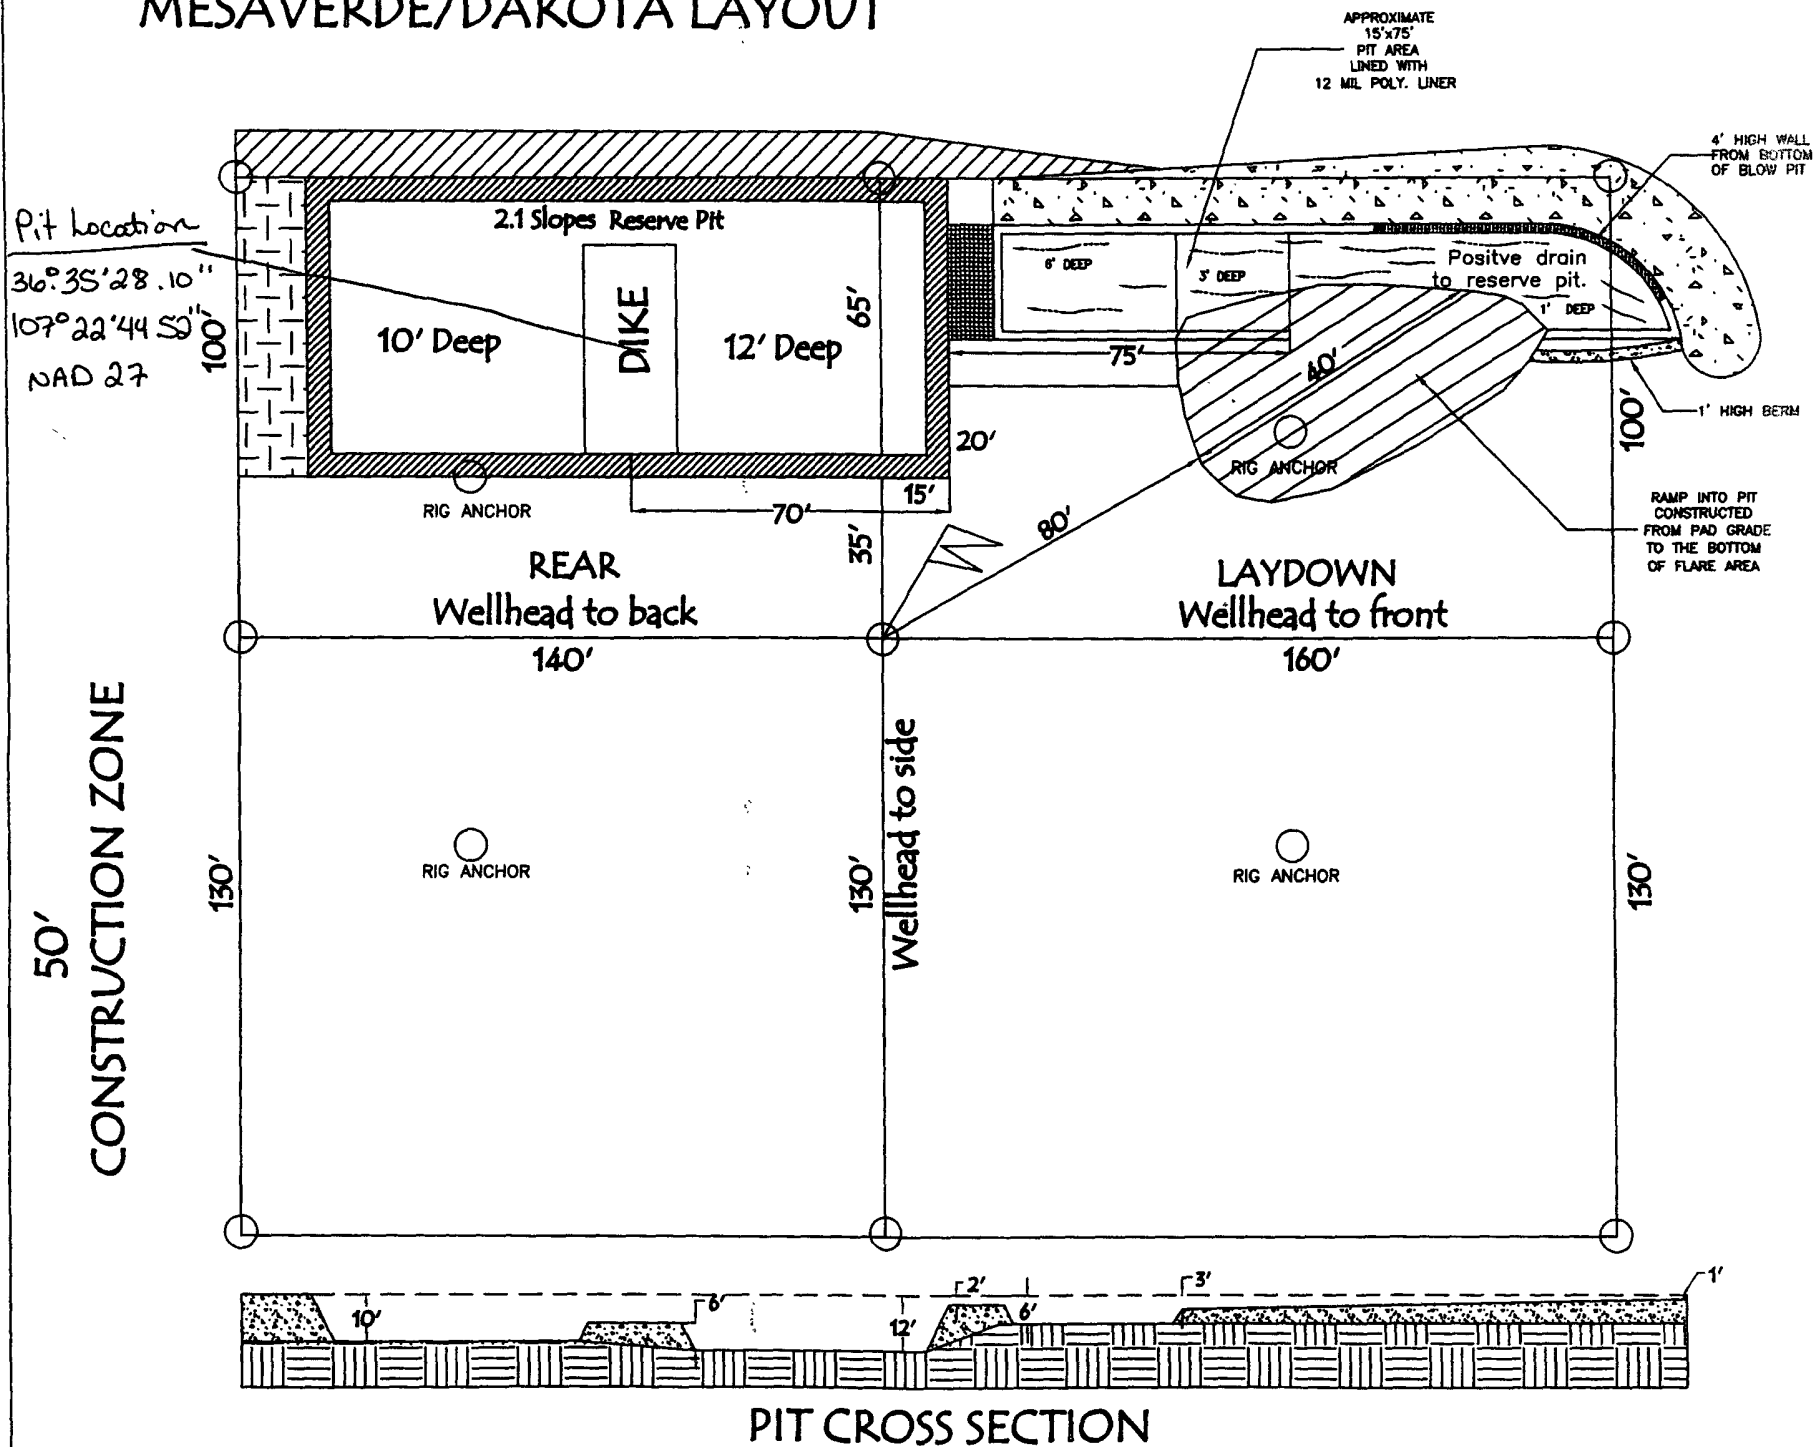 MESAVERDE/DAKOTA LAYOUT
APPROXIMATE
15'x75'
PIT AREA
LINED WITH
12 MIL POLY. LINER
4' HIGH WALL
FROM BOTTOM
OF BLOW PIT
Pit Location
36° 35' 28.10"
107° 22' 44 52"
NAD 27
100'
2.1 Slopes Reserve Pit
10' Deep
DIKE
12' Deep
65'
6' DEEP
3' DEEP
Positve drain
to reserve pit.
1' DEEP
75'
40'
1' HIGH BERM
100'
20'
RIG ANCHOR
RIG ANCHOR
15'
70'
35'
80'
RAMP INTO PIT
CONSTRUCTED
FROM PAD GRADE
TO THE BOTTOM
OF FLARE AREA
REAR
Wellhead to back
LAYDOWN
Wellhead to front
140'
160'
50'
CONSTRUCTION ZONE
130'
RIG ANCHOR
130'
Wellhead to side
RIG ANCHOR
130'
10'
6'
12'
2'
6'
3'
1'
PIT CROSS SECTION